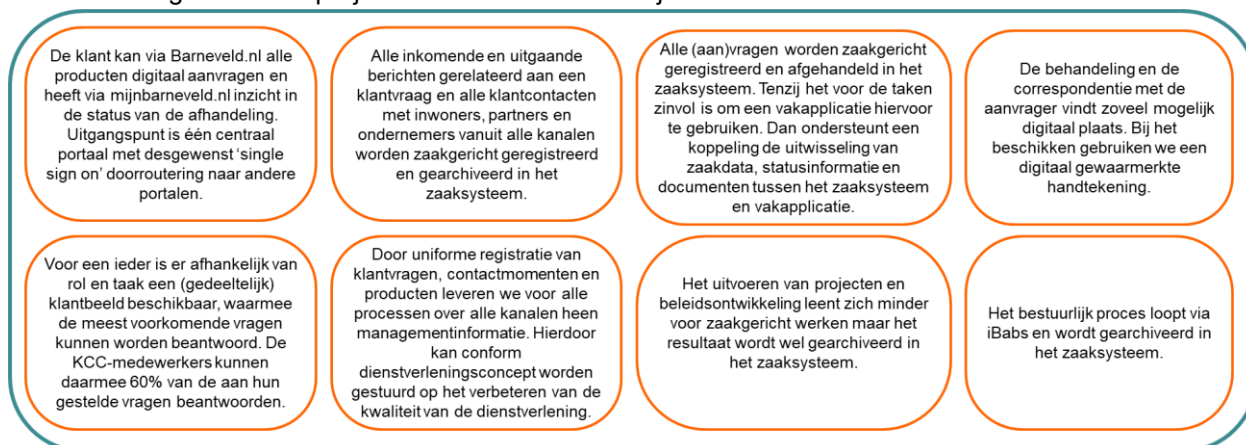 De klant kan via Barneveld.nl alle
producten digitaal aanvragen en
heeft via mijnbarneveld.nl inzicht in
de status van de afhandeling.
Uitgangspunt is één centraal
portaal met desgewenst ‘single
sign on’ doorroutering naar andere
portalen.
Alle inkomende en uitgaande
berichten gerelateerd aan een
klantvraag en alle klantcontacten
met inwoners, partners en
ondernemers vanuit alle kanalen
worden zaakgericht geregistreerd
en gearchiveerd in het
zaaksysteem.
Alle (aan)vragen worden zaakgericht
geregistreerd en afgehandeld in het
zaaksysteem. Tenzij het voor de taken
zinvol is om een vakapplicatie hiervoor
te gebruiken. Dan ondersteunt een
koppeling de uitwisseling van
zaakdata, statusinformatie en
documenten tussen het zaaksysteem
en vakapplicatie.
De behandeling en de
correspondentie met de
aanvrager vindt zoveel mogelijk
digitaal plaats. Bij het
beschikken gebruiken we een
digitaal gewaarmerkte
handtekening.
Voor een ieder is er afhankelijk van
rol en taak een (gedeeltelijk)
klantbeeld beschikbaar, waarmee
de meest voorkomende vragen
kunnen worden beantwoord. De
KCC-medewerkers kunnen
daarmee 60% van de aan hun
gestelde vragen beantwoorden.
Door uniforme registratie van
klantvragen, contactmomenten en
producten leveren we voor alle
processen over alle kanalen heen
managementinformatie. Hierdoor
kan conform
dienstverleningsconcept worden
gestuurd op het verbeteren van de
kwaliteit van de dienstverlening.
Het uitvoeren van projecten en
beleidsontwikkeling leent zich minder
voor zaakgericht werken maar het
resultaat wordt wel gearchiveerd in
het zaaksysteem.
Het bestuurlijk proces loopt via
iBabs en wordt gearchiveerd in
het zaaksysteem.